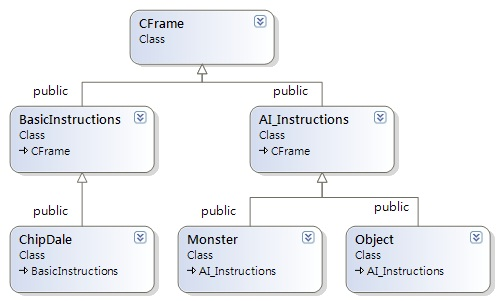 CFrame
Class
public
public
BasicInstructions
Class
CFrame
AI_Instructions
Class
CFrame
public
public
public
ChipDale
Class
BasicInstructions
Monster
Class
AI_Instructions
Object
Class
AI_Instructions